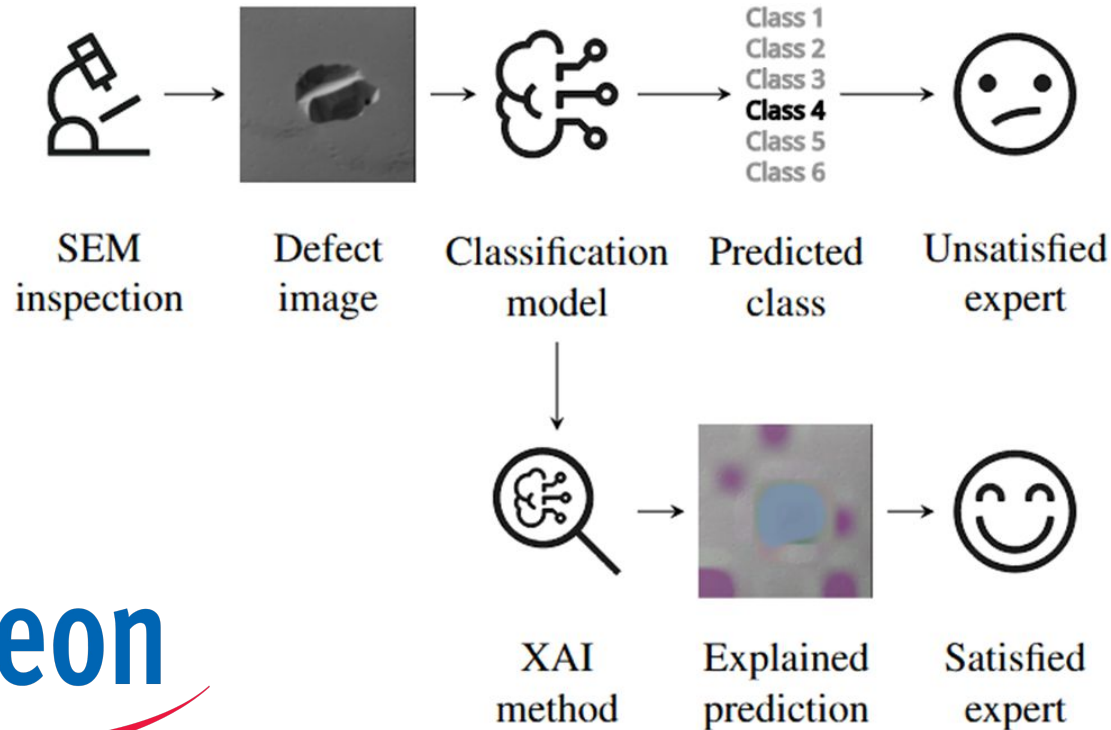 Class 1
Class 2
Class 3
Class 4
Class 5
Class 6
SEM
inspection
Defect
image
Classification
model
Predicted
class
Unsatisfied
expert
eon
XAI
method
Explained
prediction
Satisfied
expert